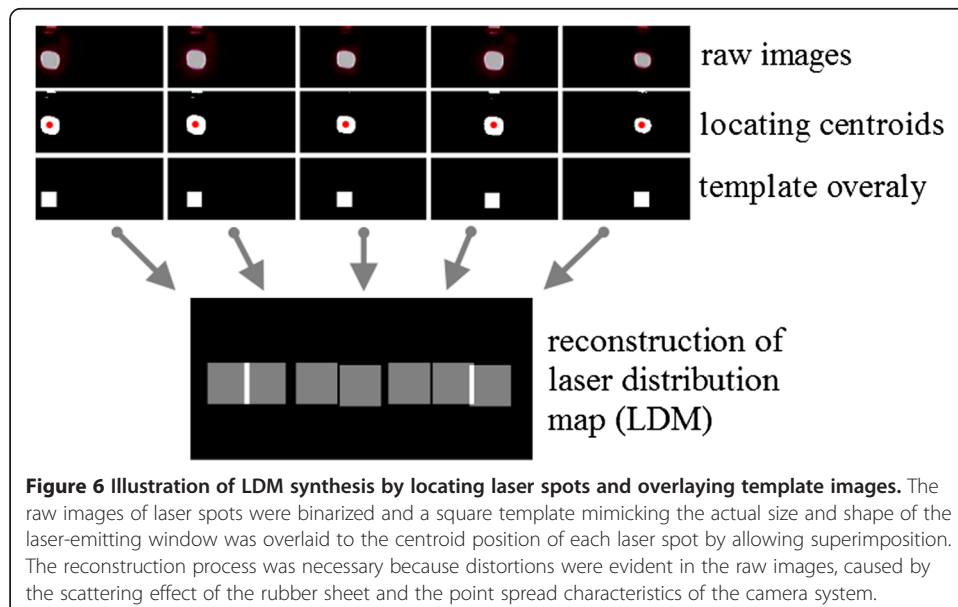 raw images
locating centroids
template overaly
reconstruction of
laser distribution
map (LDM)
Figure 6 Illustration of LDM synthesis by locating laser spots and overlaying template images. The
raw images of laser spots were binarized and a square template mimicking the actual size and shape of the
laser-emitting window was overlaid to the centroid position of each laser spot by allowing superimposition.
The reconstruction process was necessary because distortions were evident in the raw images, caused by
the scattering effect of the rubber sheet and the point spread characteristics of the camera system.